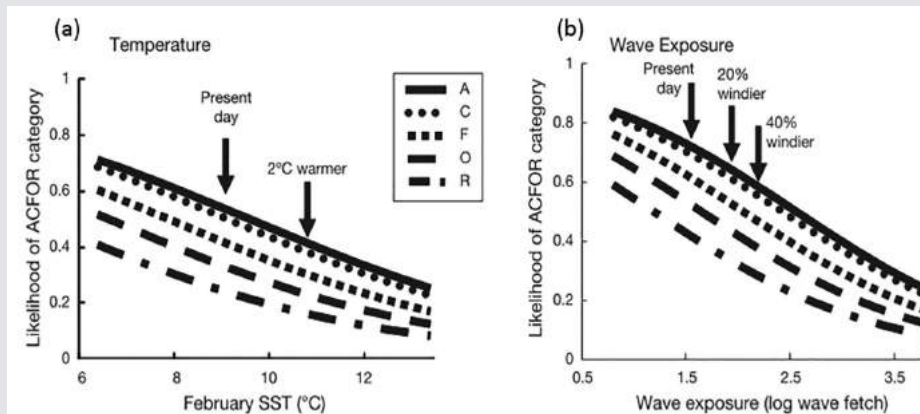 (a)
Temperature
Likelihood of ACFOR category
1
0.8
0.6
0.4
0.2
0
Present
day
2°C warmer
A
C
F
O
R
6
8
10
12
February SST (°C)
(b)
Wave Exposure
Likelihood of ACFOR category
1
0.8
0.6
0.4
0.2
0
Present
day
20%
windier
40%
windier
0.5
1.5
2.5
3.5
Wave exposure (log wave fetch)